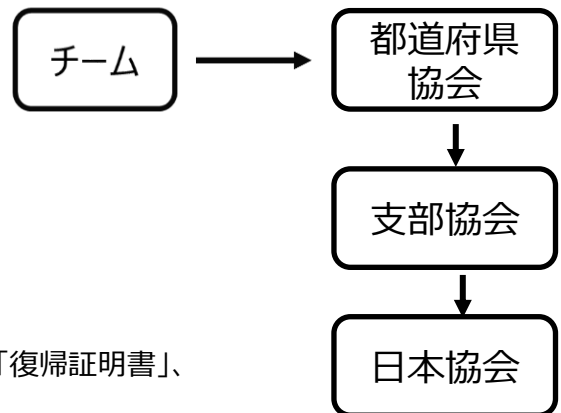 チーム
都道府県
協会
支部協会
日本協会
「復帰証明書」、